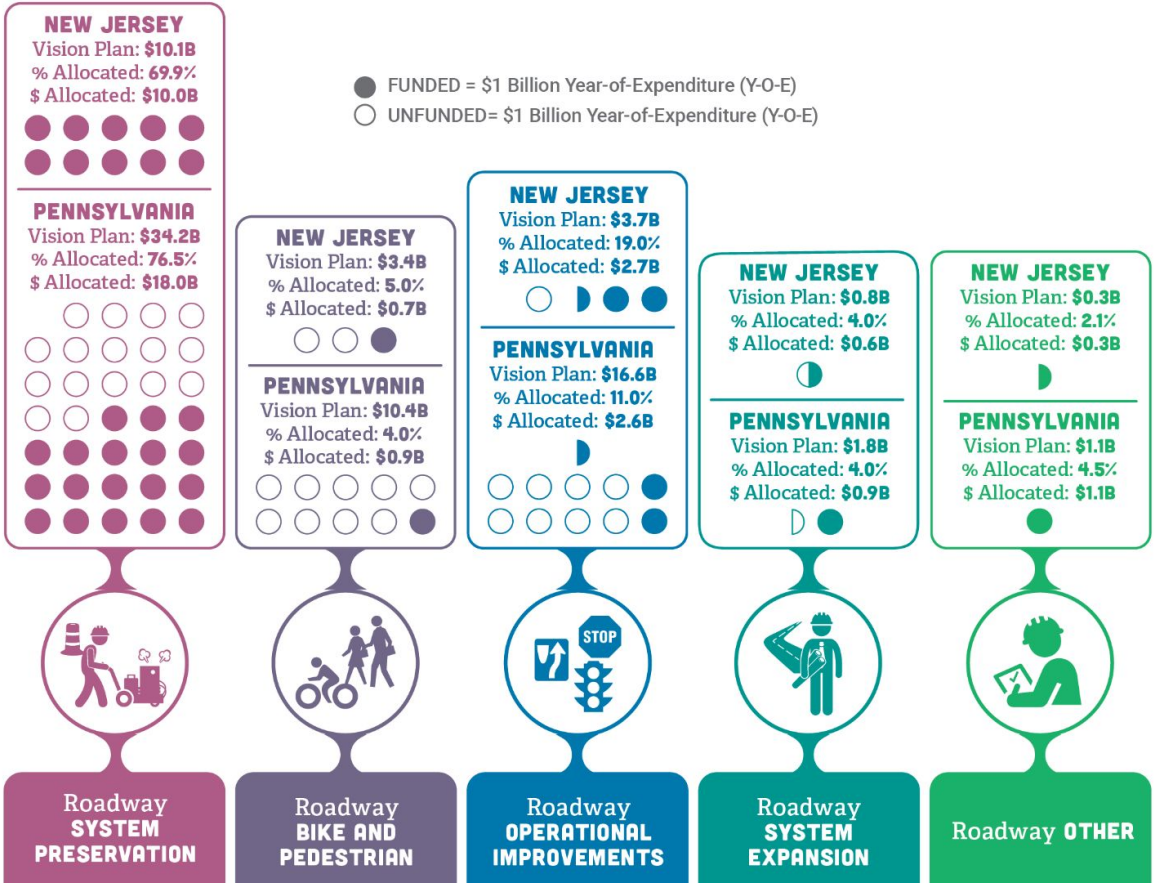 FUNDED = $1 Billion Year-of-Expenditure (Y-O-E)
UNFUNDED= $1 Billion Year-of-Expenditure (Y-O-E)
NEW JERSEY
Vision Plan: $10.1B
% Allocated: 69.9%
$ Allocated: $10.0B
PENNSYLVANIA
Vision Plan: $34.2B
% Allocated: 76.5%
$ Allocated: $18.0B
Roadway
SYSTEM
PRESERVATION
NEW JERSEY
Vision Plan: $3.4B
% Allocated: 5.0%
$ Allocated: $0.7B
PENNSYLVANIA
Vision Plan: $10.4B
% Allocated: 4.0%
$ Allocated: $0.9B
Roadway
BIKE AND
PEDESTRIAN
NEW JERSEY
Vision Plan: $3.7B
% Allocated: 19.0%
$ Allocated: $2.7B
PENNSYLVANIA
Vision Plan: $16.6B
% Allocated: 11.0%
$ Allocated: $2.6B
STOP
Roadway
OPERATIONAL
IMPROVEMENTS
NEW JERSEY
Vision Plan: $0.8B
% Allocated: 4.0%
$ Allocated: $0.6B
PENNSYLVANIA
Vision Plan: $1.8B
% Allocated: 4.0%
$ Allocated: $0.9B
Roadway
SYSTEM
EXPANSION
NEW JERSEY
Vision Plan: $0.3B
% Allocated: 2.1%
$ Allocated: $0.3B
PENNSYLVANIA
Vision Plan: $1.1B
% Allocated: 4.5%
$ Allocated: $1.1B
Roadway OTHER